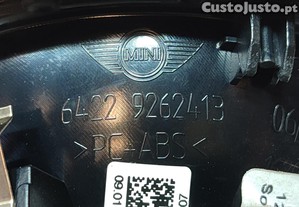 CustoJusto.pt
MINI
6422 9262413
>PC-ABS<